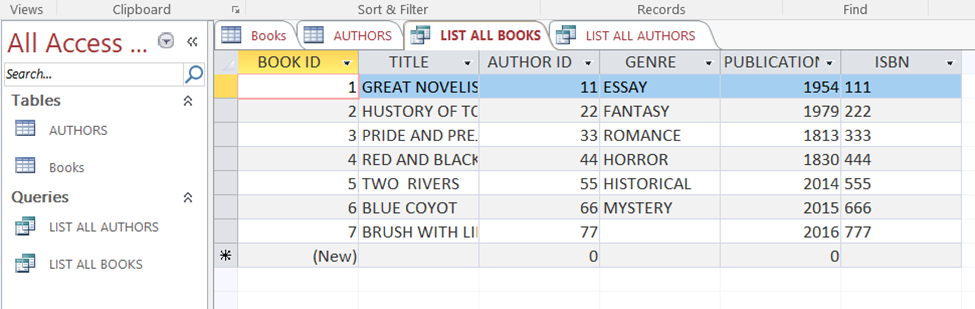 Views Clipboard Sort & Filter Records Find
All Access ...
Search...
Tables
AUTHORS
Books
Queries
LIST ALL AUTHORS
LIST ALL BOOKS
Books AUTHORS LIST ALL BOOKS LIST ALL AUTHORS
BOOK ID TITLE AUTHOR ID GENRE PUBLICATION ISBN
1 GREAT NOVELIS 11 ESSAY 1954 111
2 HUSTORY OF TO 22 FANTASY 1979 222
3 PRIDE AND PREJ 33 ROMANCE 1813 333
4 RED AND BLACK 44 HORROR 1830 444
5 TWO RIVERS 55 HISTORICAL 2014 555
6 BLUE COYOT 66 MYSTERY 2015 666
7 BRUSH WITH LI 77 2016 777
(New) 0 0